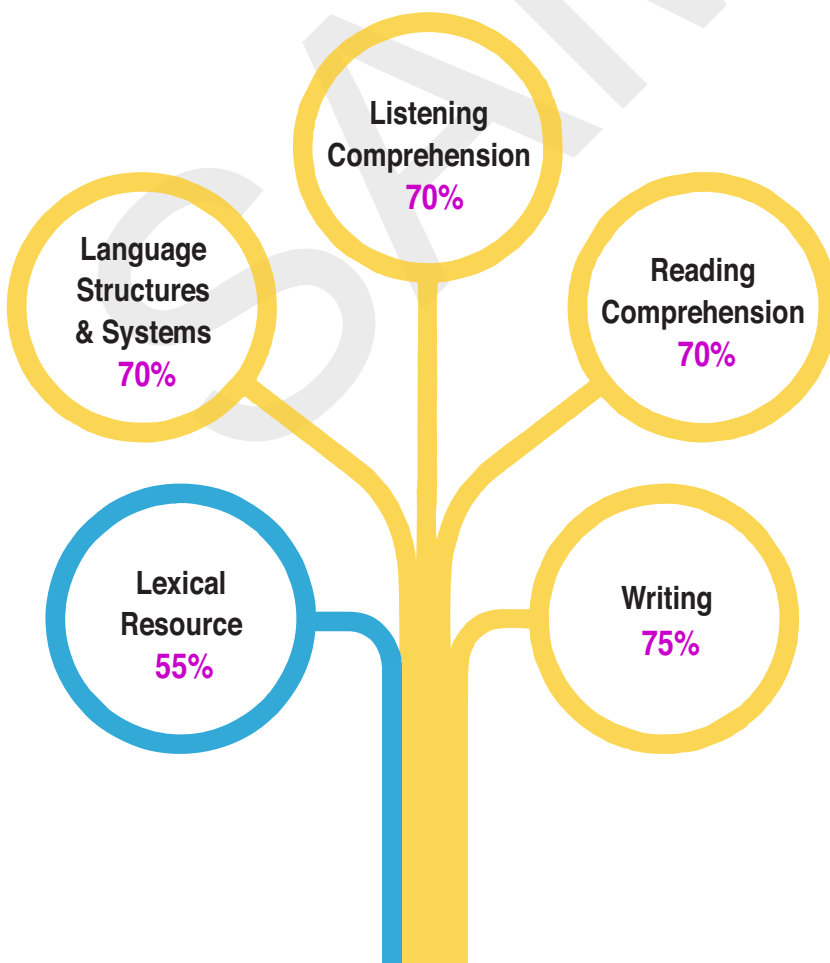 Listening
Comprehension
70%
Language
Structures
& Systems
70%
Reading
Comprehension
70%
Lexical
Resource
55%
Writing
75%